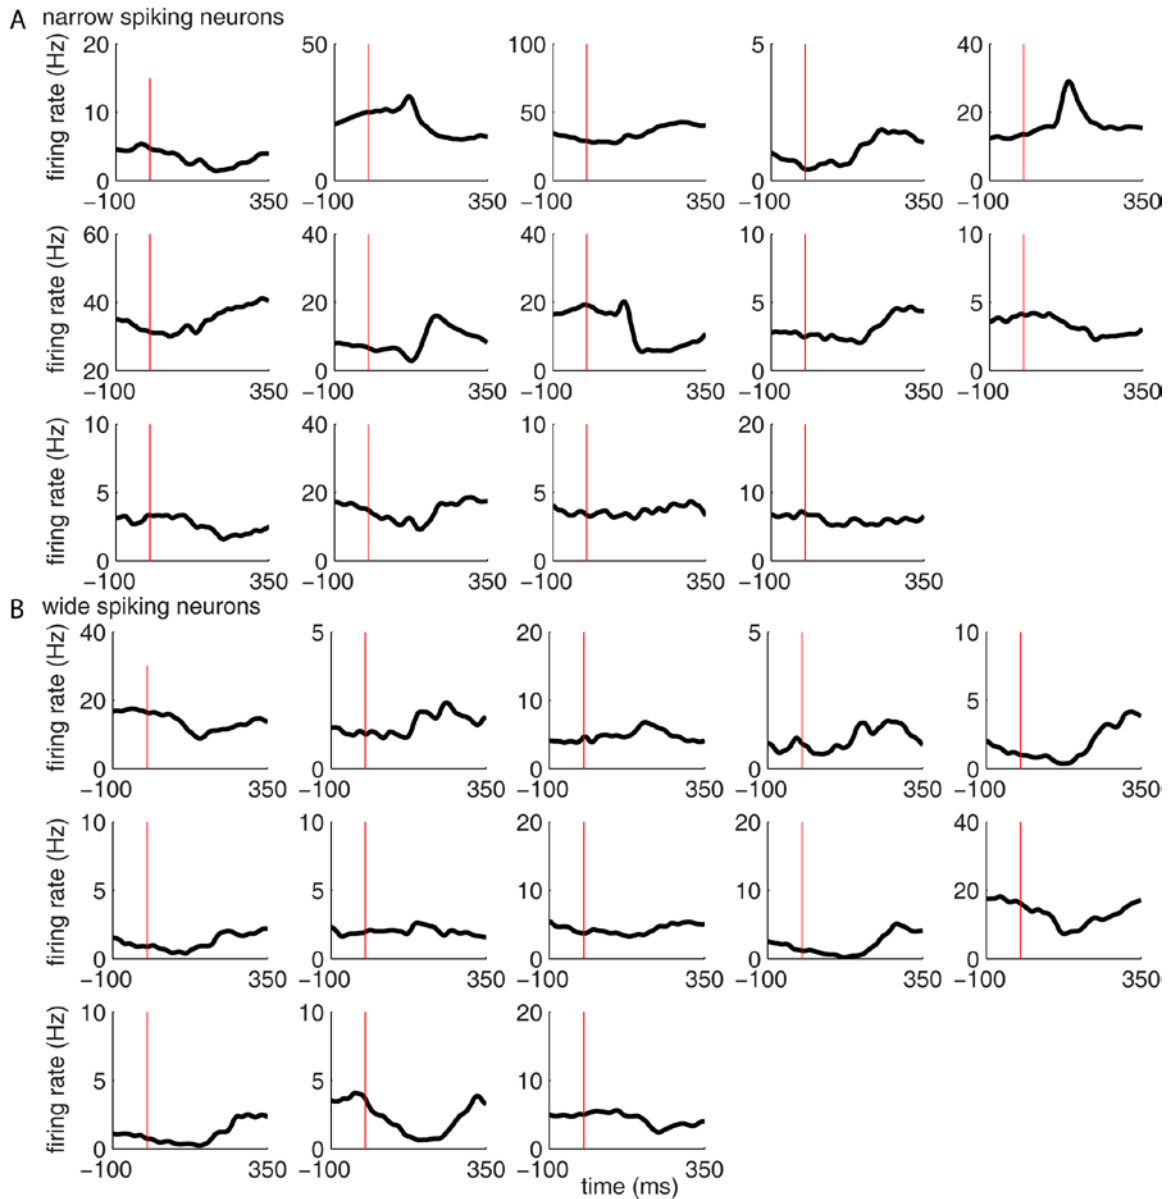 A narrow spiking neurons
firing rate (Hz) 20 10 0 50 25 0 100 50 0 5 0 40 20 0
-100 350 -100 350 -100 350 -100 350 -100 350
firing rate (Hz) 60 40 20 40 20 0 40 20 0 10 5 0 10 5 0
-100 350 -100 350 -100 350 -100 350 -100 350
firing rate (Hz) 10 5 0 40 20 0 10 5 0 20 10 0
-100 350 -100 350 -100 350 -100 350
B wide spiking neurons
firing rate (Hz) 40 20 0 5 0 20 10 0 5 0 10 5 0
-100 350 -100 350 -100 350 -100 350 -100 350
firing rate (Hz) 10 5 0 10 5 0 20 10 0 20 10 0 40 20 0
-100 350 -100 350 -100 350 -100 350 -100 350
firing rate (Hz) 10 5 0 10 5 0 20 10 0
-100 350 -100 350 -100 350
time (ms)